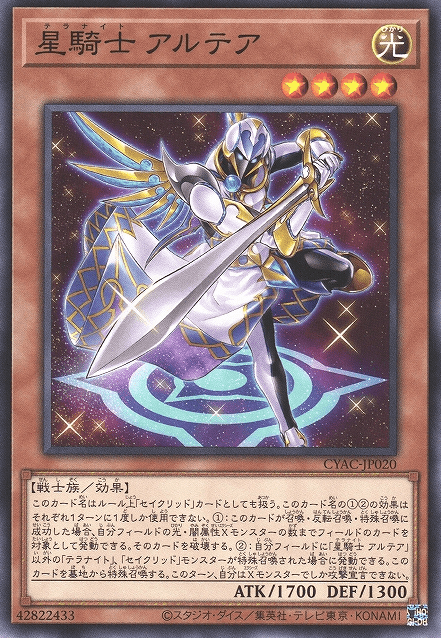 テラナイト
星騎士 アルテア
ひかり
光
CYAC-JP020
【戦士族/効果】
このカード名はルール上「セイクリッド」カードとしても扱う。このカード名の①②の効果は
それぞれ1ターンに1度しか使用できない。①:このカードが召喚・反転召喚・特殊召喚に
成功した場合、自分フィールドの光・闇属性Xモンスターの数までフィールドのカードを
対象として発動できる。そのカードを破壊する。②:自分フィールドに「星騎士 アルテア」
以外の「テラナイト」「セイクリッド」モンスターが特殊召喚された場合に発動できる。この
カードを墓地から特殊召喚する。このターン、自分はXモンスターでしか攻撃宣言できない。
ATK/1700 DEF/1300
42822433 ©スタジオ・ダイス/集英社・テレビ東京・KONAMI